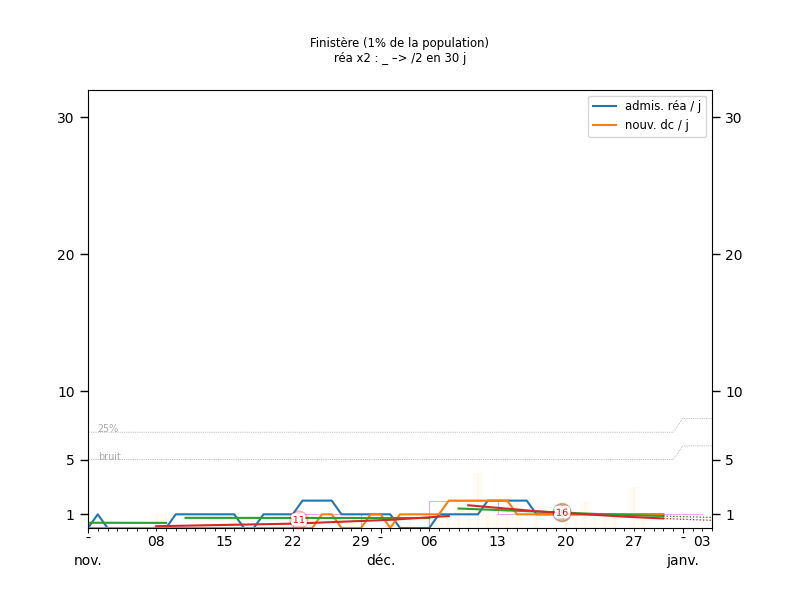 Finistère (1% de la population)
réa x2 : _ –> /2 en 30 j
admis. réa / j
nouv. dc / j
30 30
20 20
10 10
25%
5 bruit 5
1 11 16 1
- 08 15 22 29 - 06 13 20 27 - 03
nov. déc. janv.